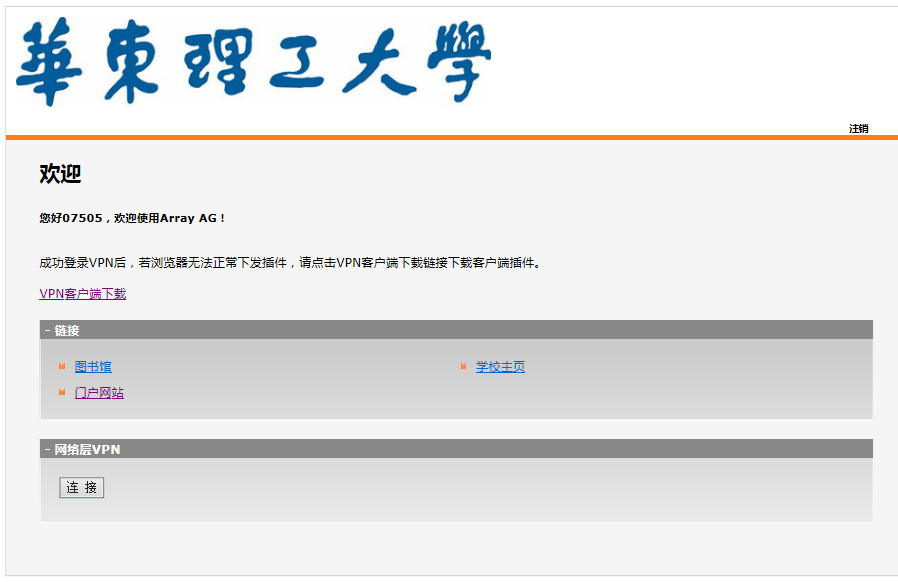 華東理工大學
注销
欢迎
您好07505，欢迎使用Array AG！
成功登录VPN后，若浏览器无法正常下发插件，请点击VPN客户端下载链接下载客户端插件。
VPN客户端下载
- 链接
图书馆
学校主页
门户网站
- 网络层VPN
连 接